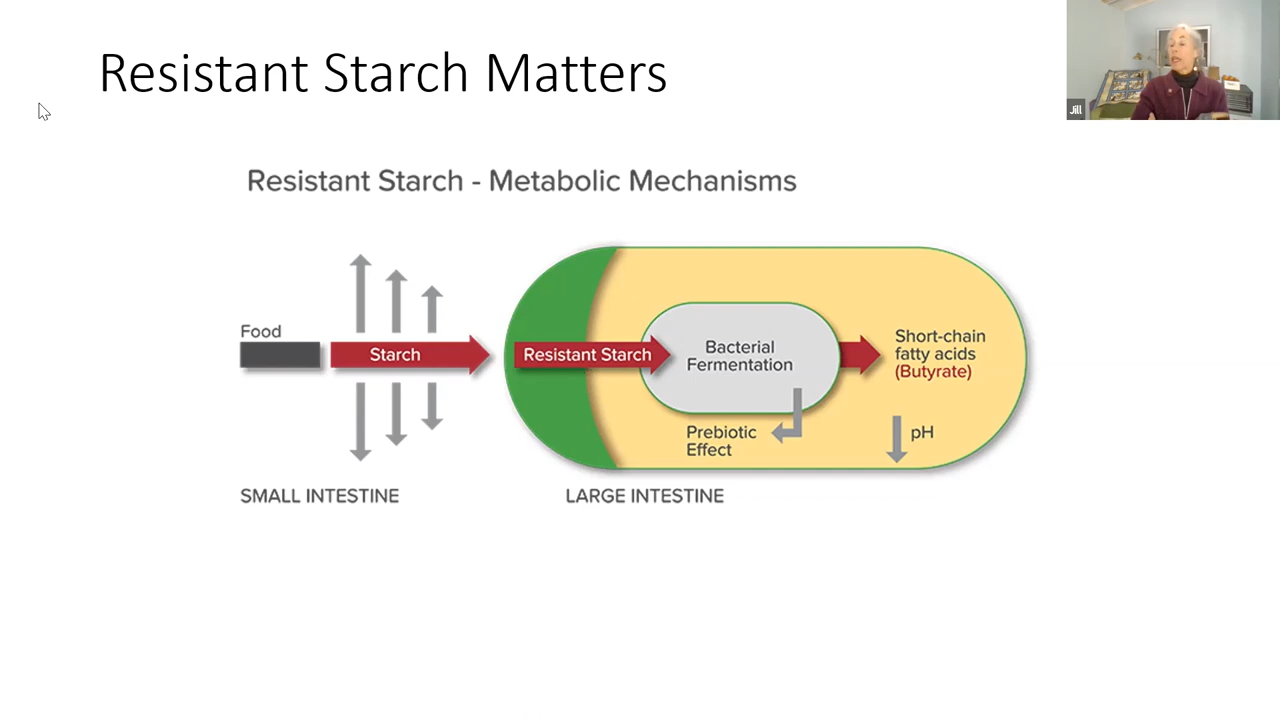 Resistant Starch Matters
Jill
Resistant Starch - Metabolic Mechanisms
Food
Starch
Resistant Starch
Bacterial
Fermentation
Short-chain
fatty acids
(Butyrate)
Prebiotic
Effect
pH
SMALL INTESTINE
LARGE INTESTINE